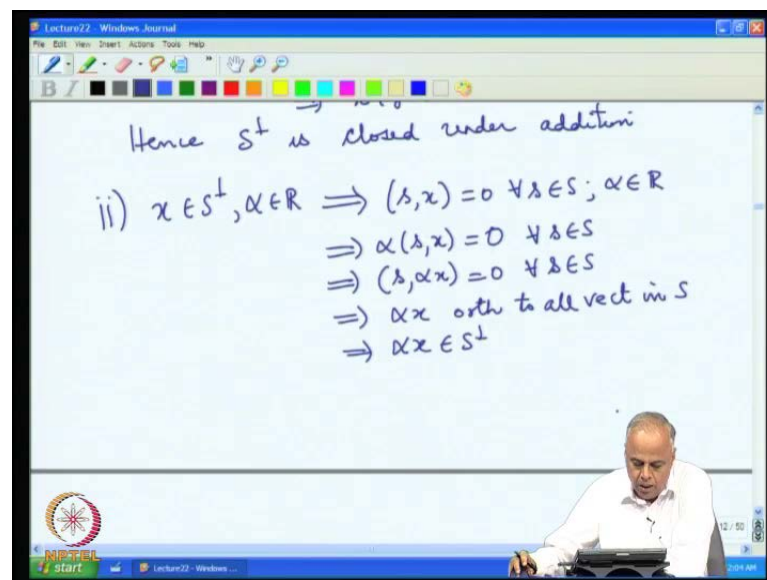 Lecture22 - Windows Journal
File Edit View Insert Actions Tools Help
B I
Hence S⊥ is closed under addition
ii) x ∈ S⊥, α ∈ ℝ ⟹ (s, x) = 0 ∀ s ∈ S ; α ∈ ℝ
⟹ α(s, x) = 0 ∀ s ∈ S
⟹ (s, αx) = 0 ∀ s ∈ S
⟹ αx orth to all vect in S
⟹ αx ∈ S⊥
12 / 50
NPTEL
start
Lecture22 - Windows ...
2:04 AM